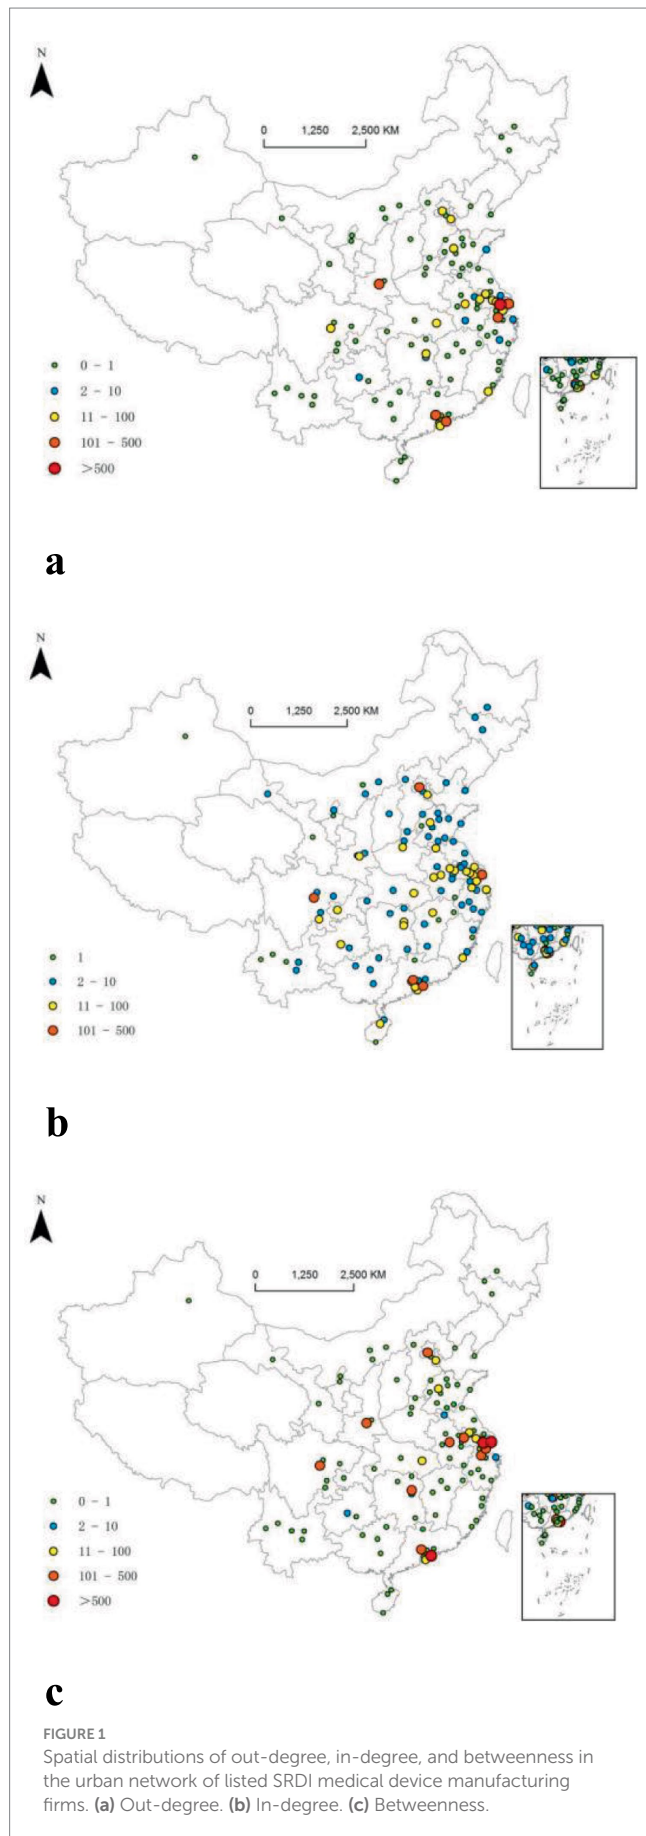 N
0 1,250 2,500 KM
0 - 1
2 - 10
11 - 100
101 - 500
>500
a
N
0 1,250 2,500 KM
1
2 - 10
11 - 100
101 - 500
b
N
0 1,250 2,500 KM
0 - 1
2 - 10
11 - 100
101 - 500
>500
c
FIGURE 1
Spatial distributions of out-degree, in-degree, and betweenness in
the urban network of listed SRDI medical device manufacturing
firms. (a) Out-degree. (b) In-degree. (c) Betweenness.